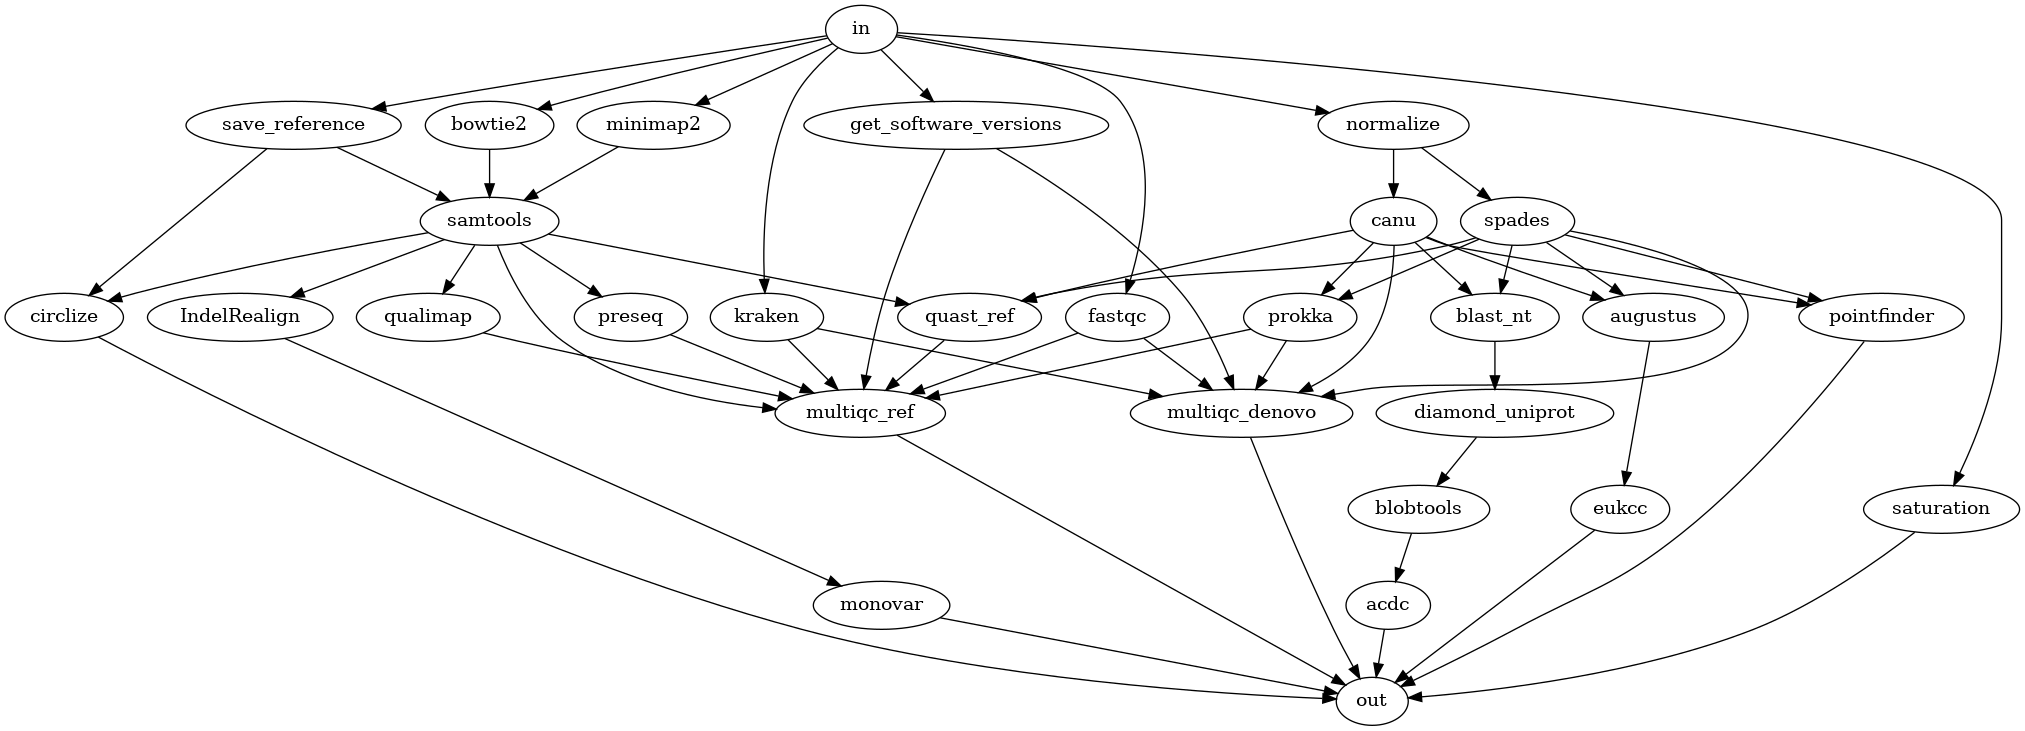 in
save_reference
bowtie2
minimap2
get_software_versions
normalize
samtools
canu
spades
circlize
IndelRealign
qualimap
preseq
kraken
quast_ref
fastqc
prokka
blast_nt
augustus
pointfinder
multiqc_ref
multiqc_denovo
diamond_uniprot
blobtools
eukcc
saturation
monovar
acdc
out